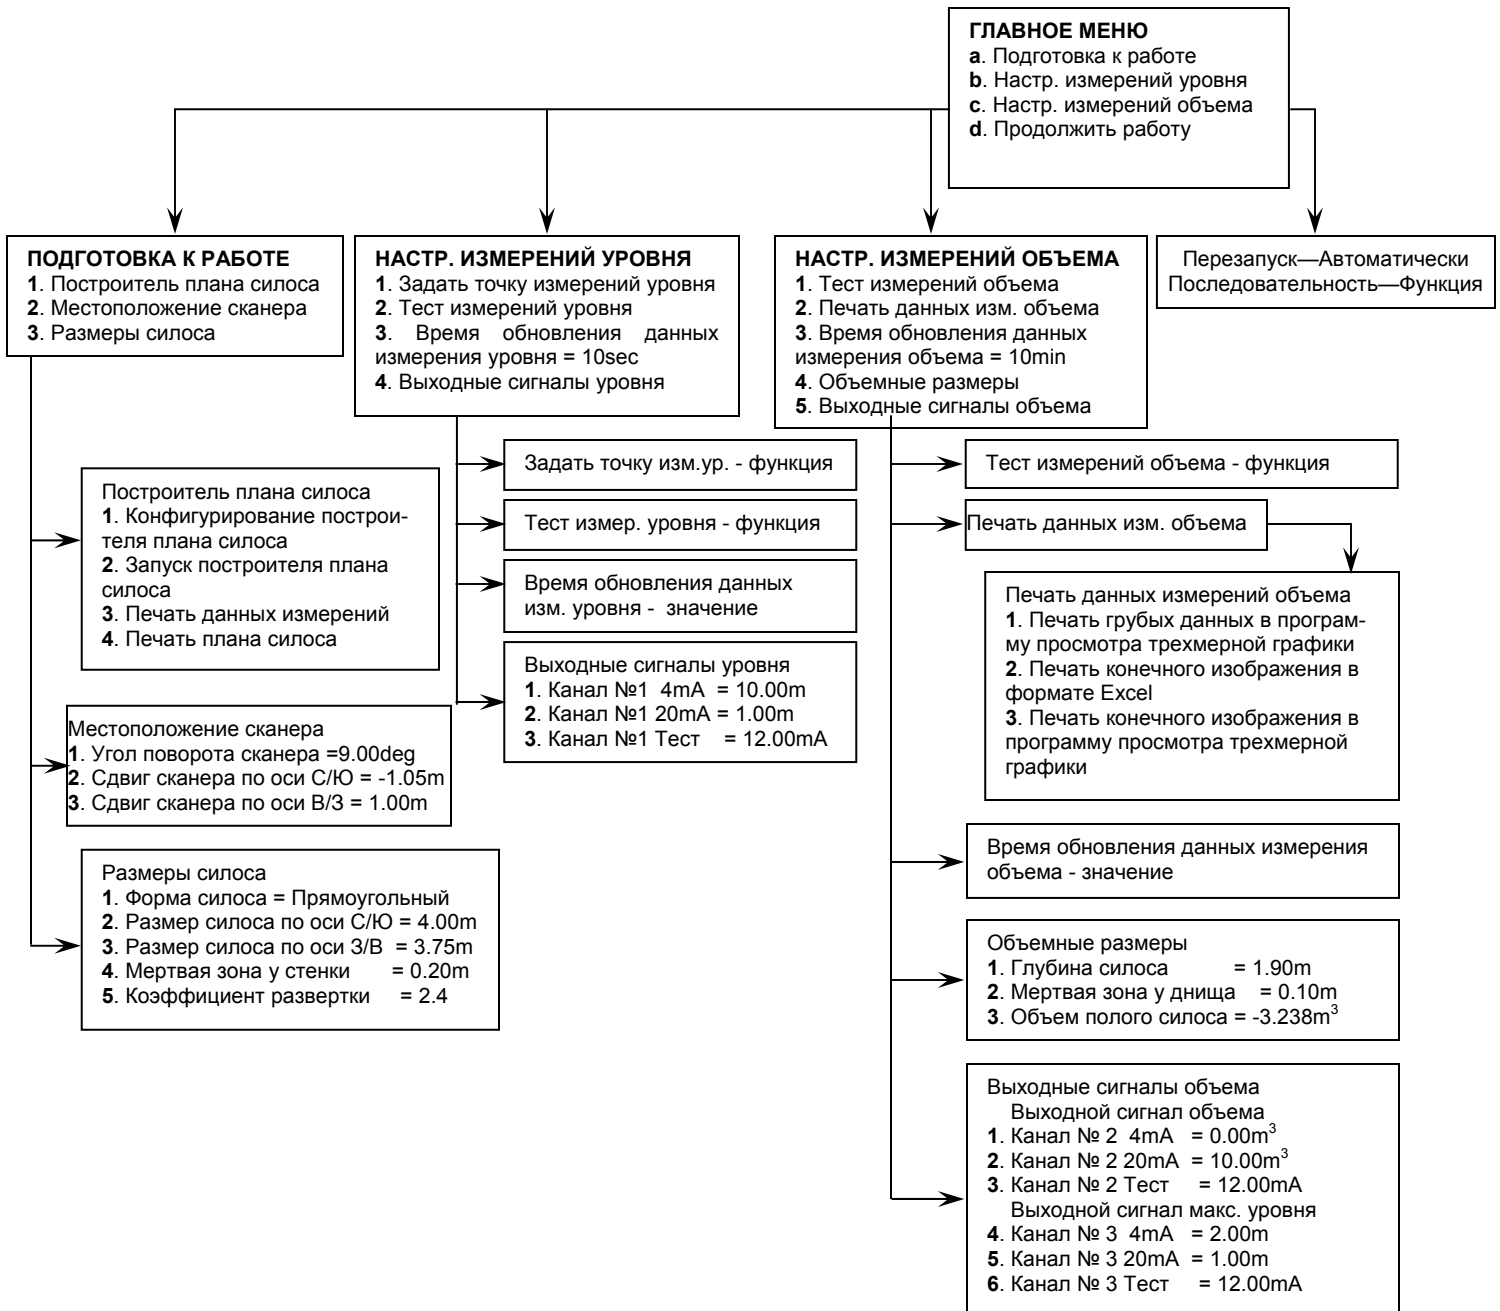 ГЛАВНОЕ МЕНЮ
a. Подготовка к работе
b. Настр. измерений уровня
c. Настр. измерений объема
d. Продолжить работу
ПОДГОТОВКА К РАБОТЕ
1. Построитель плана силоса
2. Местоположение сканера
3. Размеры силоса
НАСТР. ИЗМЕРЕНИЙ УРОВНЯ
1. Задать точку измерений уровня
2. Тест измерений уровня
3. Время обновления данных
измерения уровня = 10sec
4. Выходные сигналы уровня
НАСТР. ИЗМЕРЕНИЙ ОБЪЕМА
1. Тест измерений объема
2. Печать данных изм. объема
3. Время обновления данных
измерения объема = 10min
4. Объемные размеры
5. Выходные сигналы объема
Перезапуск—Автоматически
Последовательность—Функция
Построитель плана силоса
1. Конфигурирование построи-
теля плана силоса
2. Запуск построителя плана
силоса
3. Печать данных измерений
4. Печать плана силоса
Местоположение сканера
1. Угол поворота сканера =9.00deg
2. Сдвиг сканера по оси С/Ю = -1.05m
3. Сдвиг сканера по оси В/З = 1.00m
Размеры силоса
1. Форма силоса = Прямоугольный
2. Размер силоса по оси С/Ю = 4.00m
3. Размер силоса по оси З/В = 3.75m
4. Мертвая зона у стенки = 0.20m
5. Коэффициент развертки = 2.4
Задать точку изм.ур. - функция
Тест измер. уровня - функция
Время обновления данных
изм. уровня - значение
Выходные сигналы уровня
1. Канал №1 4mA = 10.00m
2. Канал №1 20mA = 1.00m
3. Канал №1 Тест = 12.00mA
Тест измерений объема - функция
Печать данных изм. объема
Печать данных измерений объема
1. Печать грубых данных в програм-
му просмотра трехмерной графики
2. Печать конечного изображения в
формате Excel
3. Печать конечного изображения в
программу просмотра трехмерной
графики
Время обновления данных измерения
объема - значение
Объемные размеры
1. Глубина силоса = 1.90m
2. Мертвая зона у днища = 0.10m
3. Объем полого силоса = -3.238m³
Выходные сигналы объема
Выходной сигнал объема
1. Канал № 2 4mA = 0.00m³
2. Канал № 2 20mA = 10.00m³
3. Канал № 2 Тест = 12.00mA
Выходной сигнал макс. уровня
4. Канал № 3 4mA = 2.00m
5. Канал № 3 20mA = 1.00m
6. Канал № 3 Тест = 12.00mA